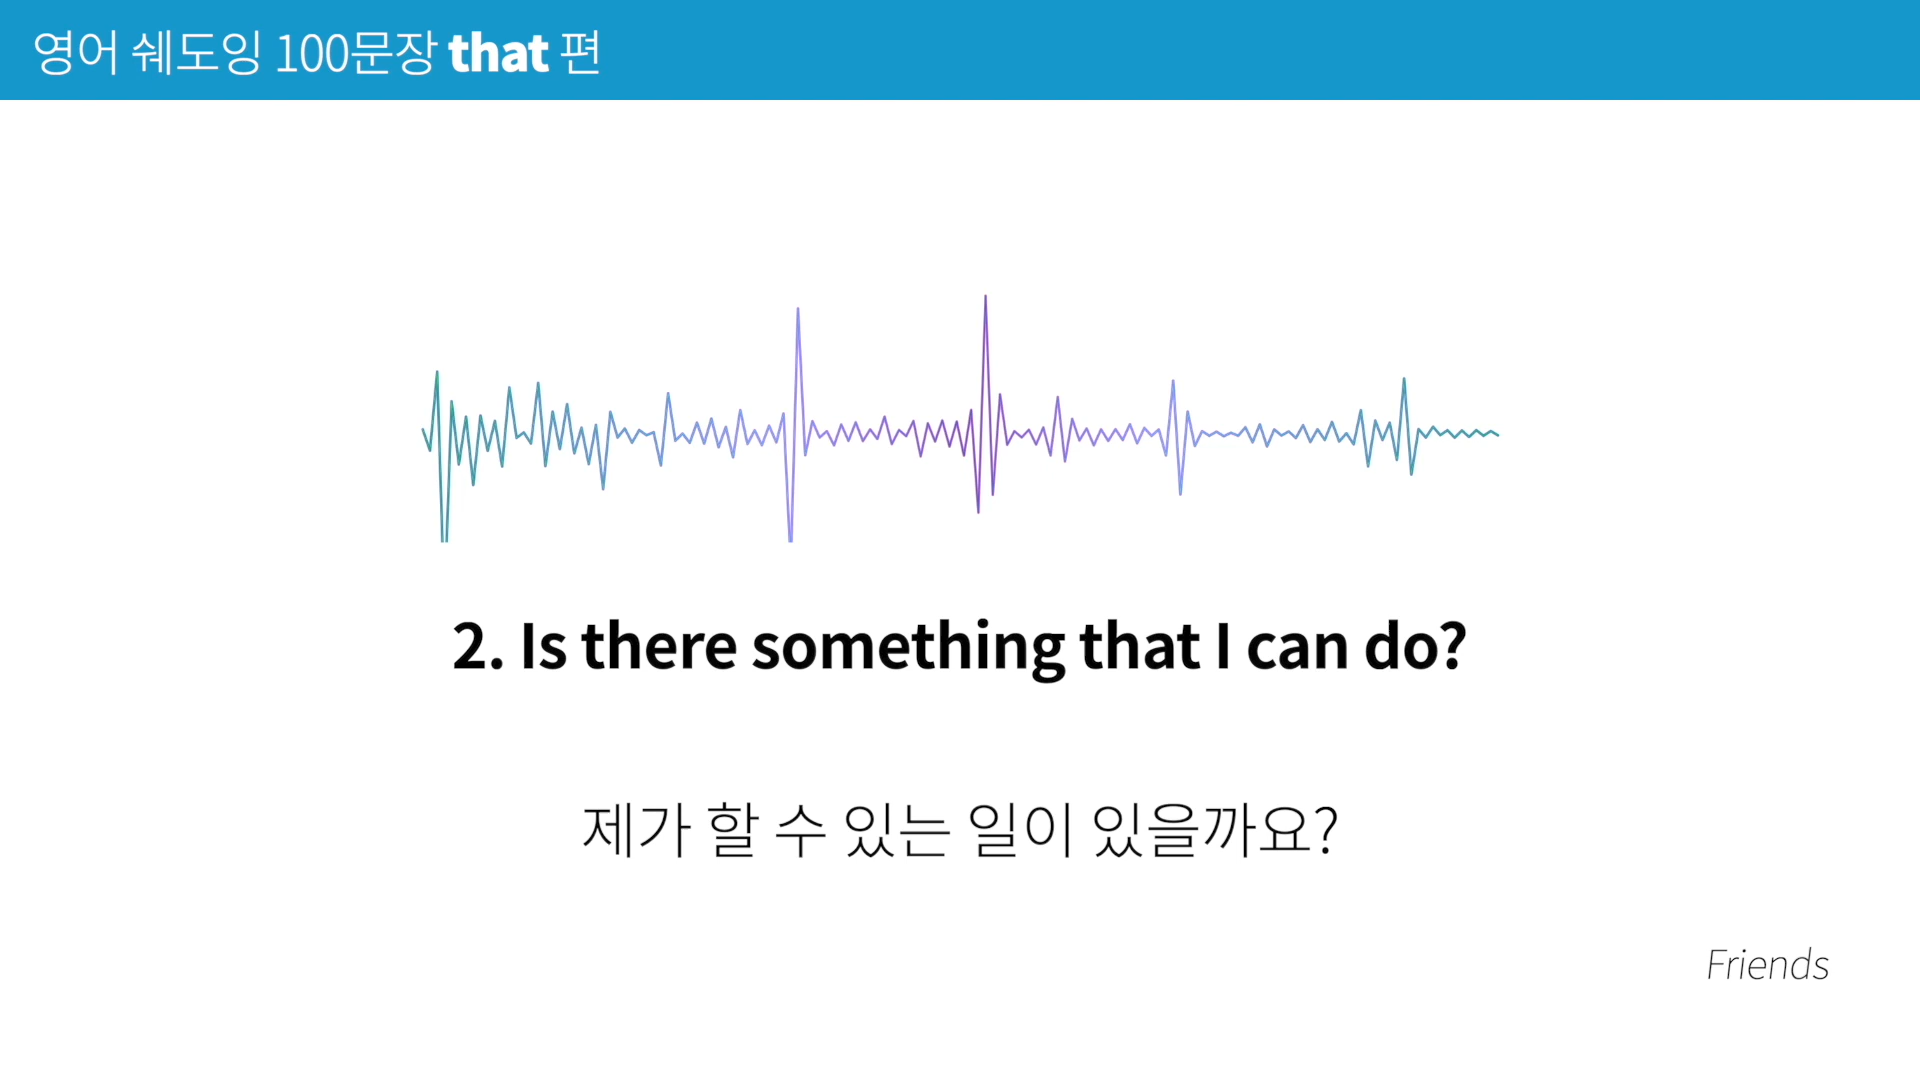 영어 쉐도잉 100문장 that 편
2. Is there something that I can do?
제가 할 수 있는 일이 있을까요?
Friends